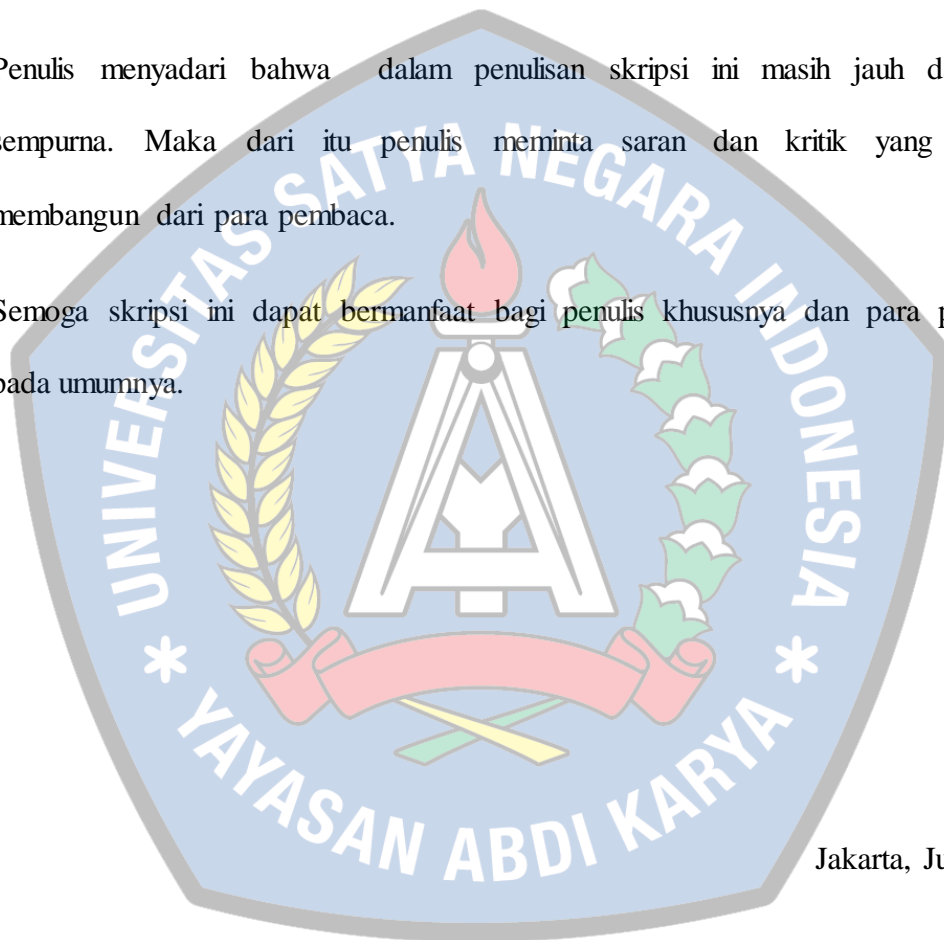 Penulis menyadari bahwa dalam penulisan skripsi ini masih jauh d
sempurna. Maka dari itu penulis meminta saran dan kritik yang
membangun dari para pembaca.
Semoga skripsi ini dapat bermanfaat bagi penulis khususnya dan para p
pada umumnya.
Jakarta, Ju
UNIVERSITAS SATYA NEGARA INDONESIA
* YAYASAN ABDI KARYA *